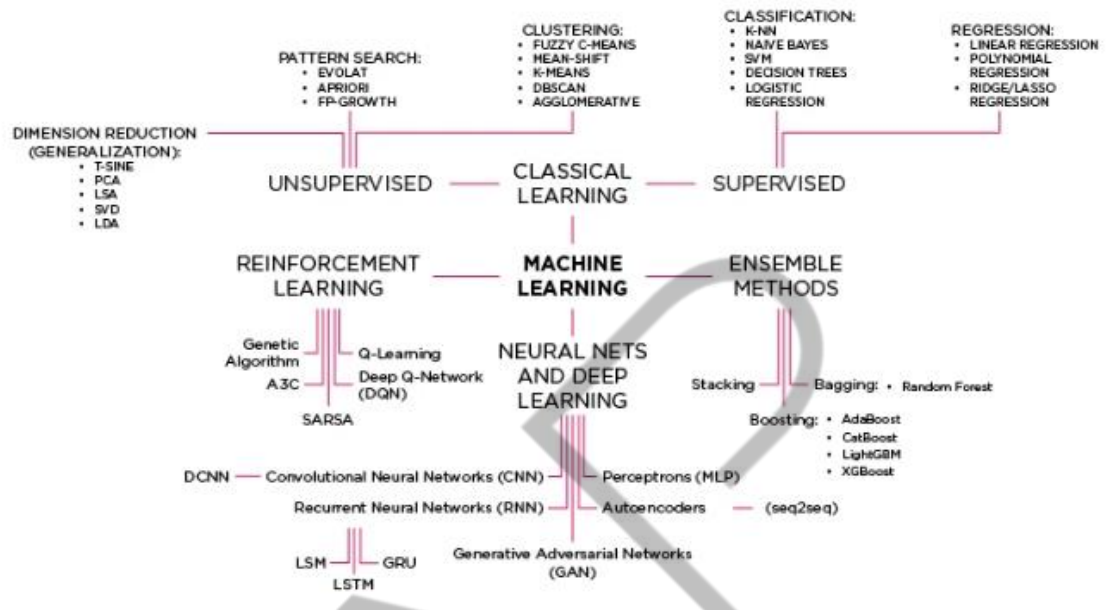 CLASSIFICATION:
• K-NN
• NAIVE BAYES
• SVM
• DECISION TREES
• LOGISTIC
REGRESSION
REGRESSION:
• LINEAR REGRESSION
• POLYNOMIAL
REGRESSION
• RIDGE/LASSO
REGRESSION
CLUSTERING:
• FUZZY C-MEANS
• MEAN-SHIFT
• K-MEANS
• DBSCAN
• AGGLOMERATIVE
PATTERN SEARCH:
• EVOLAT
• APRIORI
• FP-GROWTH
DIMENSION REDUCTION
(GENERALIZATION):
• T-SINE
• PCA
• LSA
• SVD
• LDA
UNSUPERVISED
CLASSICAL
LEARNING
SUPERVISED
REINFORCEMENT
LEARNING
MACHINE
LEARNING
ENSEMBLE
METHODS
Genetic
Algorithm
Q-Learning
A3C
Deep Q-Network
(DQN)
SARSA
NEURAL NETS
AND DEEP
LEARNING
Stacking
Bagging: • Random Forest
Boosting: • AdaBoost
• CatBoost
• LightGBM
• XGBoost
DCNN
Convolutional Neural Networks (CNN)
Perceptrons (MLP)
Recurrent Neural Networks (RNN)
Autoencoders
(seq2seq)
Generative Adversarial Networks
(GAN)
LSM
GRU
LSTM